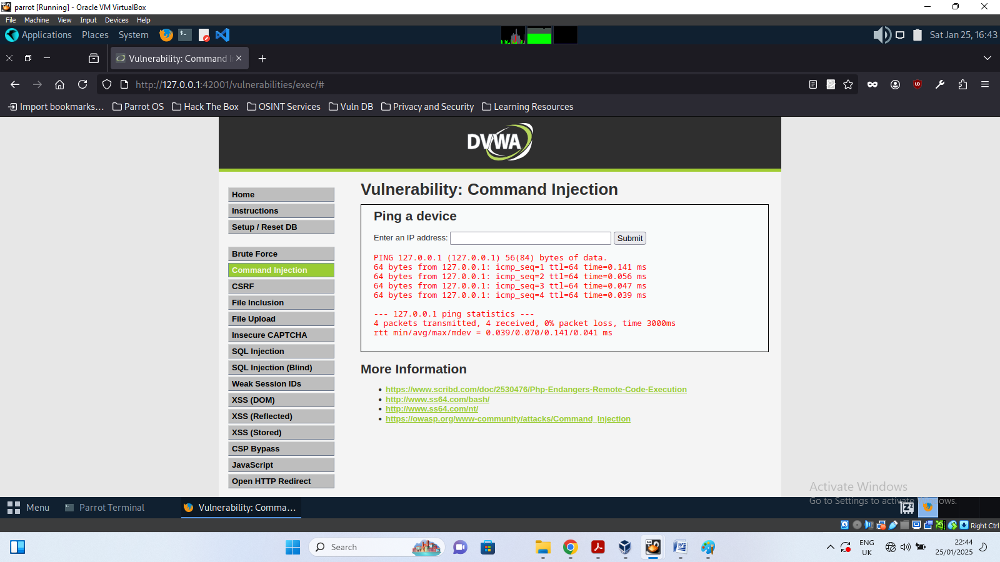 parrot [Running] - Oracle VM VirtualBox
File Machine View Input Devices Help
Applications Places System
Sat Jan 25, 16:43
Vulnerability: Command I
http://127.0.0.1:42001/vulnerabilities/exec/#
Import bookmarks... Parrot OS Hack The Box OSINT Services Vuln DB Privacy and Security Learning Resources
DVWA
Home
Instructions
Setup / Reset DB
Brute Force
Command Injection
CSRF
File Inclusion
File Upload
Insecure CAPTCHA
SQL Injection
SQL Injection (Blind)
Weak Session IDs
XSS (DOM)
XSS (Reflected)
XSS (Stored)
CSP Bypass
JavaScript
Open HTTP Redirect
Vulnerability: Command Injection
Ping a device
Enter an IP address: Submit
PING 127.0.0.1 (127.0.0.1) 56(84) bytes of data.
64 bytes from 127.0.0.1: icmp_seq=1 ttl=64 time=0.141 ms
64 bytes from 127.0.0.1: icmp_seq=2 ttl=64 time=0.056 ms
64 bytes from 127.0.0.1: icmp_seq=3 ttl=64 time=0.047 ms
64 bytes from 127.0.0.1: icmp_seq=4 ttl=64 time=0.039 ms
--- 127.0.0.1 ping statistics ---
4 packets transmitted, 4 received, 0% packet loss, time 3000ms
rtt min/avg/max/mdev = 0.039/0.070/0.141/0.041 ms
More Information
https://www.scribd.com/doc/2530476/Php-Endangers-Remote-Code-Execution
http://www.ss64.com/bash/
http://www.ss64.com/nt/
https://owasp.org/www-community/attacks/Command_Injection
Activate Windows
Go to Settings to activate
Menu Parrot Terminal Vulnerability: Comma...
Right Ctrl
Search
ENG
UK
22:44
25/01/2025